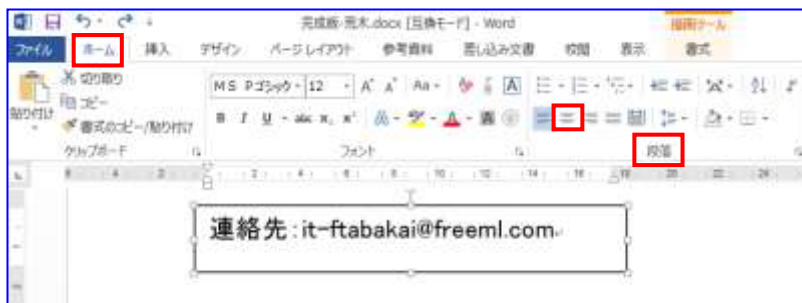 完成版-荒木.docx [互換モード] - Word
描画ツール
ファイル ホーム 挿入 デザイン ページ レイアウト 参考資料 差し込み文書 校閲 表示 書式
切り取り
コピー
書式のコピー/貼り付け
貼り付け
MS Pゴシック 12
クリップボード フォント 段落
連絡先:it-ftabakai@freeml.com